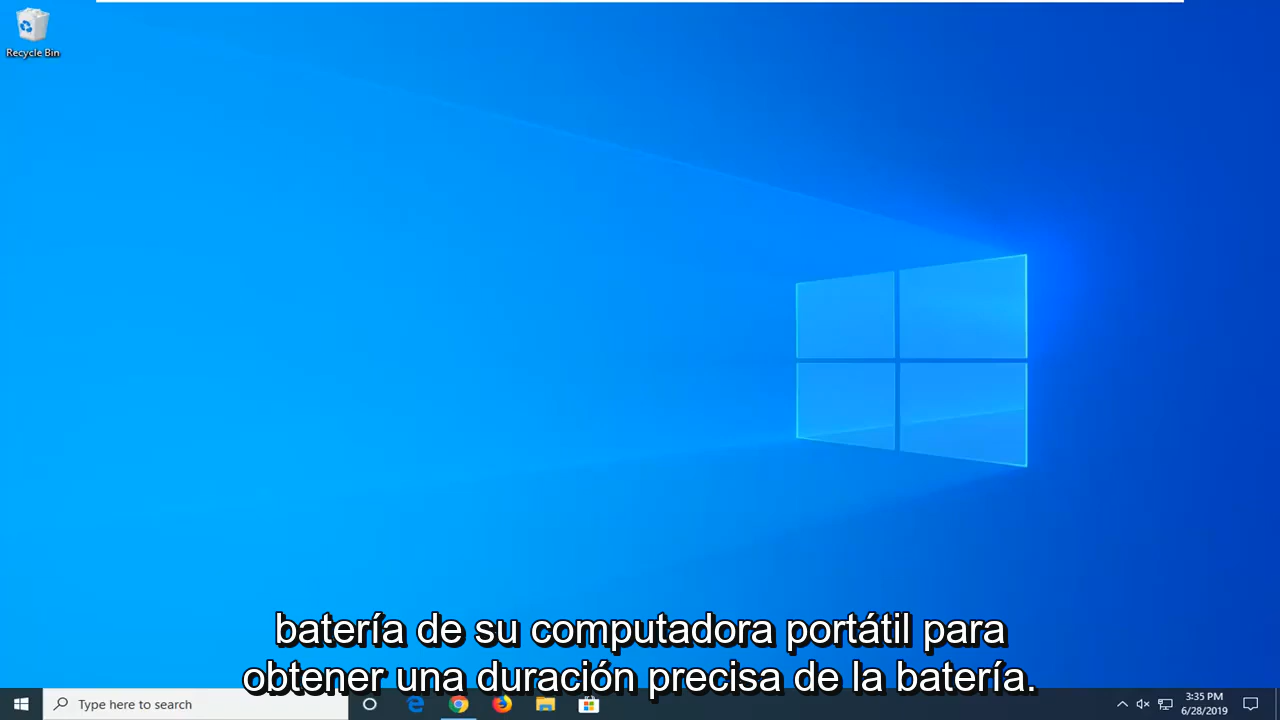 Recycle Bin
batería de su computadora portátil para
obtener una duración precisa de la batería.
Type here to search
3:35 PM
6/28/2019